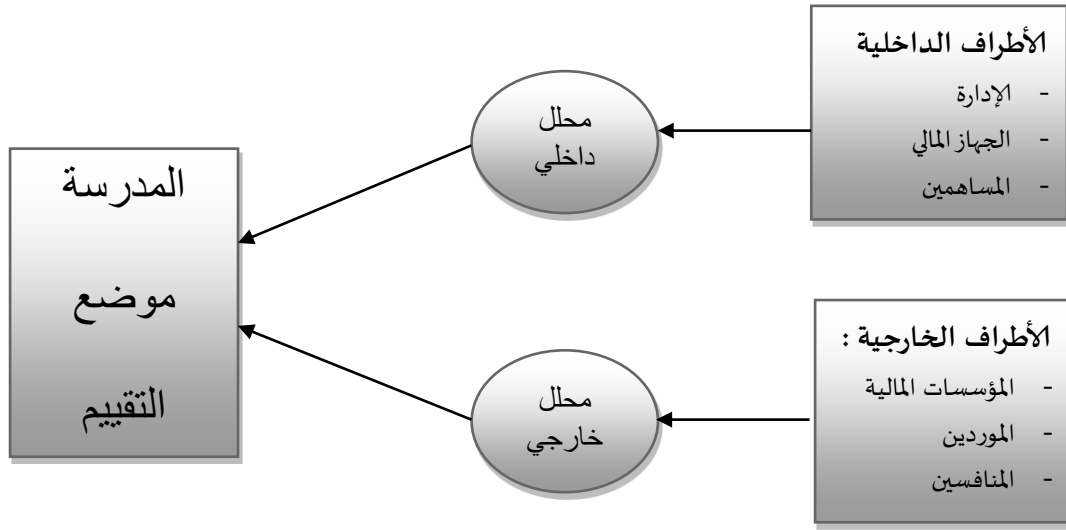 الأطراف الداخلية
- الإدارة
- الجهاز المالي
- المساهمين
محلل
داخلي
المدرسة
موضع
التقييم
الأطراف الخارجية :
- المؤسسات المالية
- الموردين
- المنافسين
محلل
خارجي